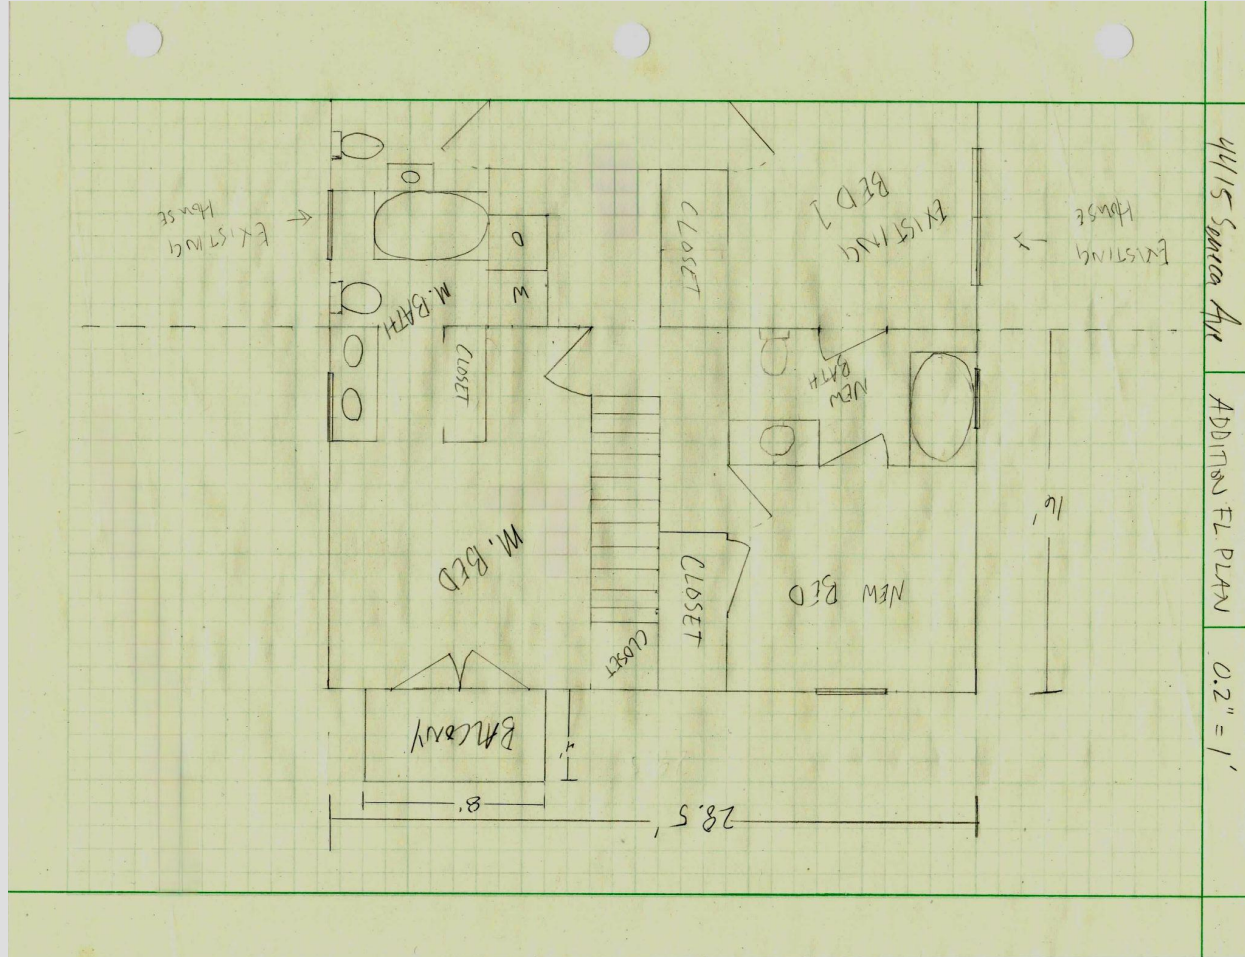 4415 Seneca Ave
ADDITION FL. PLAN
0.2" = 1'
EXISTING
HOUSE
EXISTING
BED 1
CLOSET
M. BATH
D
W
EXISTING
HOUSE
CLOSET
NEW
BATH
16'
M. BED
CLOSET
CLOSET
NEW BED
BALCONY
4'
8'
28.5'